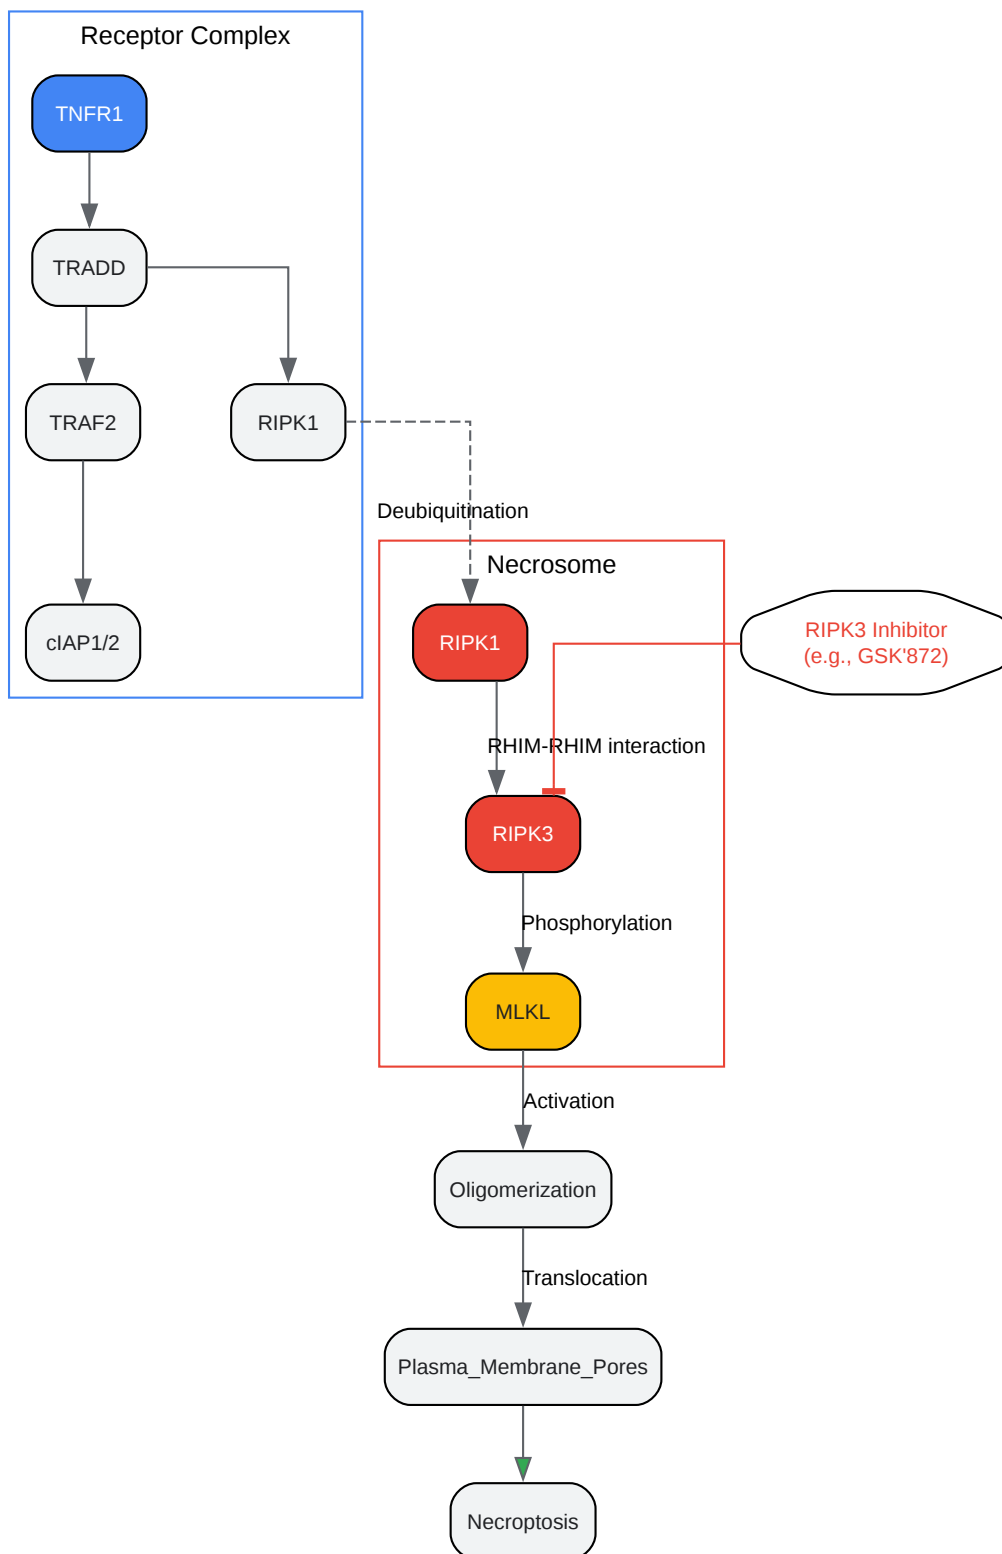 Receptor Complex
TNFR1
TRADD
TRAF2
RIPK1
Deubiquitination
Necrosome
cIAP1/2
RIPK1
RIPK3 Inhibitor
(e.g., GSK'872)
RHIM-RHIM interaction
RIPK3
Phosphorylation
MLKL
Activation
Oligomerization
Translocation
Plasma_Membrane_Pores
Necroptosis